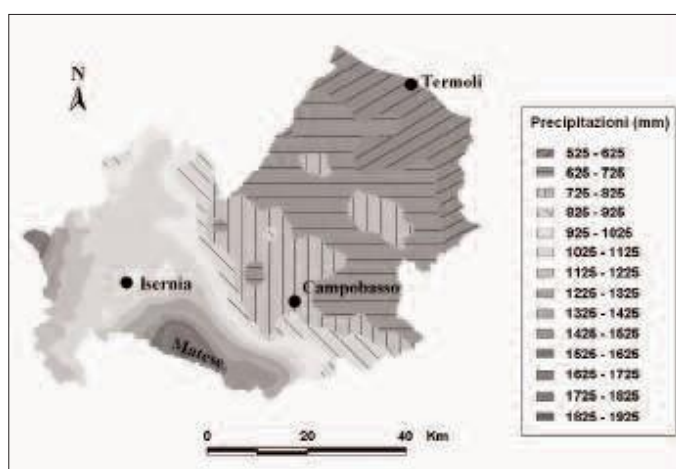 N
Termoli
Isernia
Campobasso
Matese
Precipitazioni (mm)
525 - 625
625 - 725
725 - 825
825 - 925
925 - 1025
1025 - 1125
1125 - 1225
1225 - 1325
1325 - 1425
1425 - 1525
1525 - 1625
1625 - 1725
1725 - 1825
1825 - 1925
0 20 40 Km